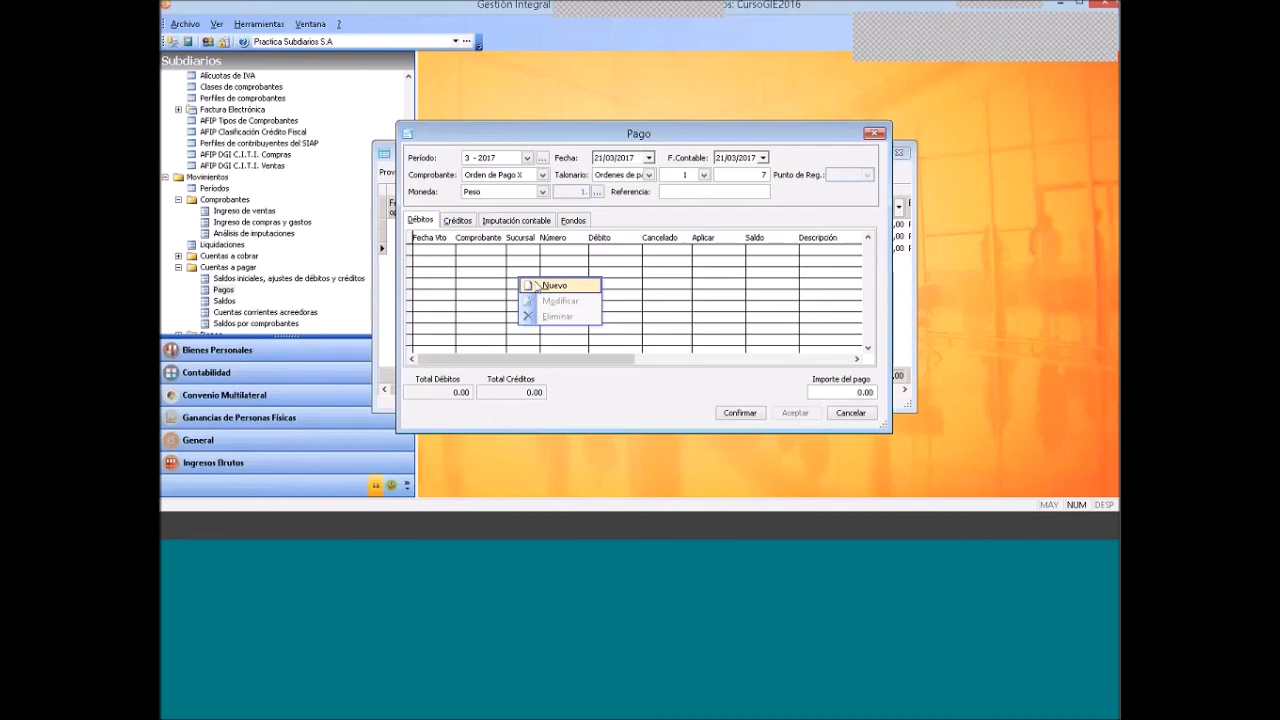 Gestión Integral
os: CursoGIE2016
Archivo Ver Herramientas Ventana ?
Practica Subdiarios S.A
Subdiarios
Alícuotas de IVA
Clases de comprobantes
Perfiles de comprobantes
Factura Electrónica
AFIP Tipos de Comprobantes
AFIP Clasificación Crédito Fiscal
Perfiles de contribuyentes del SIAP
AFIP DGI C.I.T.I. Compras
AFIP DGI C.I.T.I. Ventas
Movimientos
Períodos
Comprobantes
Ingreso de ventas
Ingreso de compras y gastos
Análisis de imputaciones
Liquidaciones
Cuentas a cobrar
Cuentas a pagar
Saldos iniciales, ajustes de débitos y créditos
Pagos
Saldos
Cuentas corrientes acreedoras
Saldos por comprobantes
Bienes Personales
Contabilidad
Convenio Multilateral
Ganancias de Personas Físicas
General
Ingresos Brutos
Prov
Pago
Período: 3 - 2017 Fecha: 21/03/2017 F.Contable: 21/03/2017
Comprobante: Orden de Pago X Talonario: Ordenes de pa 1 7 Punto de Reg.:
Moneda: Peso 1. Referencia:
Débitos Créditos Imputación contable Fondos
Fecha Vto Comprobante Sucursal Número Débito Cancelado Aplicar Saldo Descripción
Nuevo
Modificar
Eliminar
Total Débitos Total Créditos Importe del pago
0.00 0.00 0.00
Confirmar Aceptar Cancelar
,00
,00
,00
,00
MAY NUM DESP